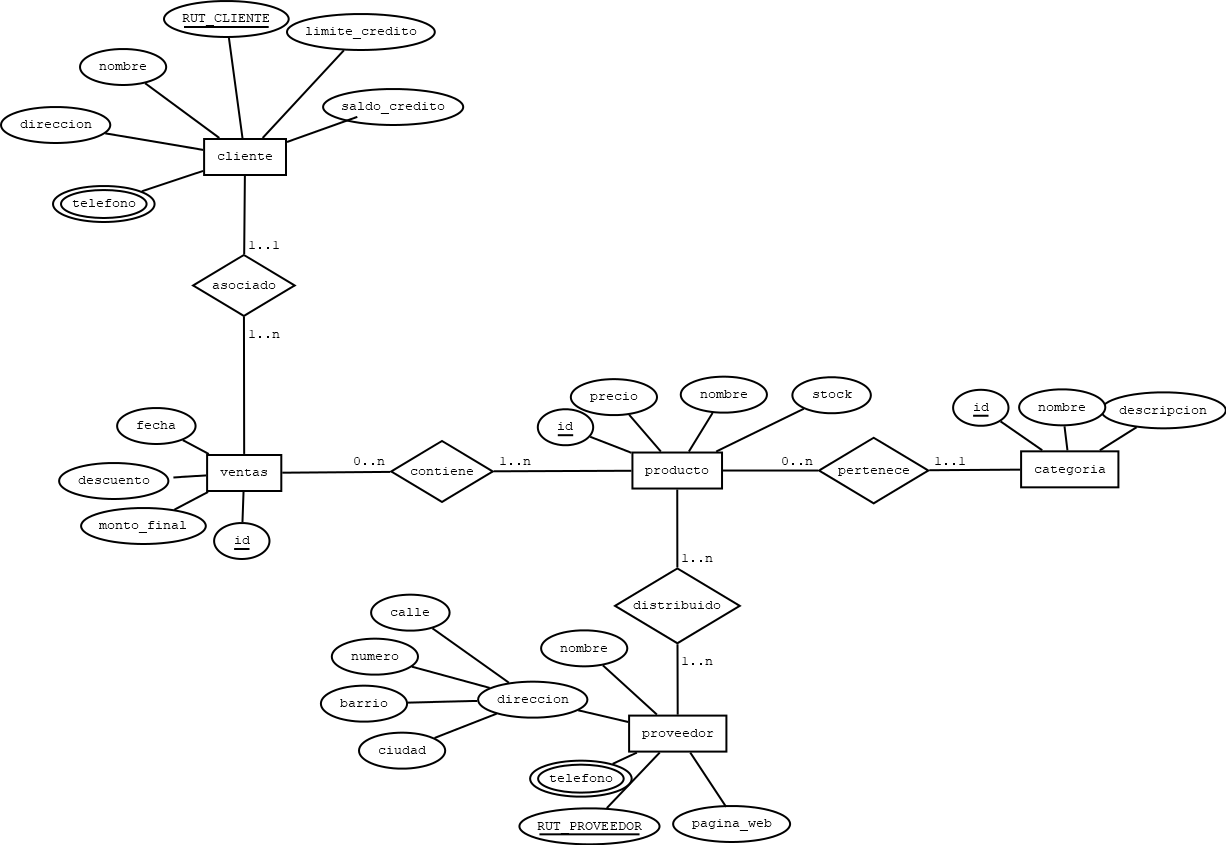 RUT_CLIENTE
limite_credito
nombre
saldo_credito
direccion
cliente
telefono
1..1
asociado
1..n
precio
nombre
stock
id
nombre
descripcion
fecha
id
0..n
1..n
0..n
1..1
ventas
contiene
producto
pertenece
categoria
descuento
monto_final
id
1..n
distribuido
calle
nombre
numero
1..n
direccion
barrio
proveedor
ciudad
telefono
RUT_PROVEEDOR
pagina_web